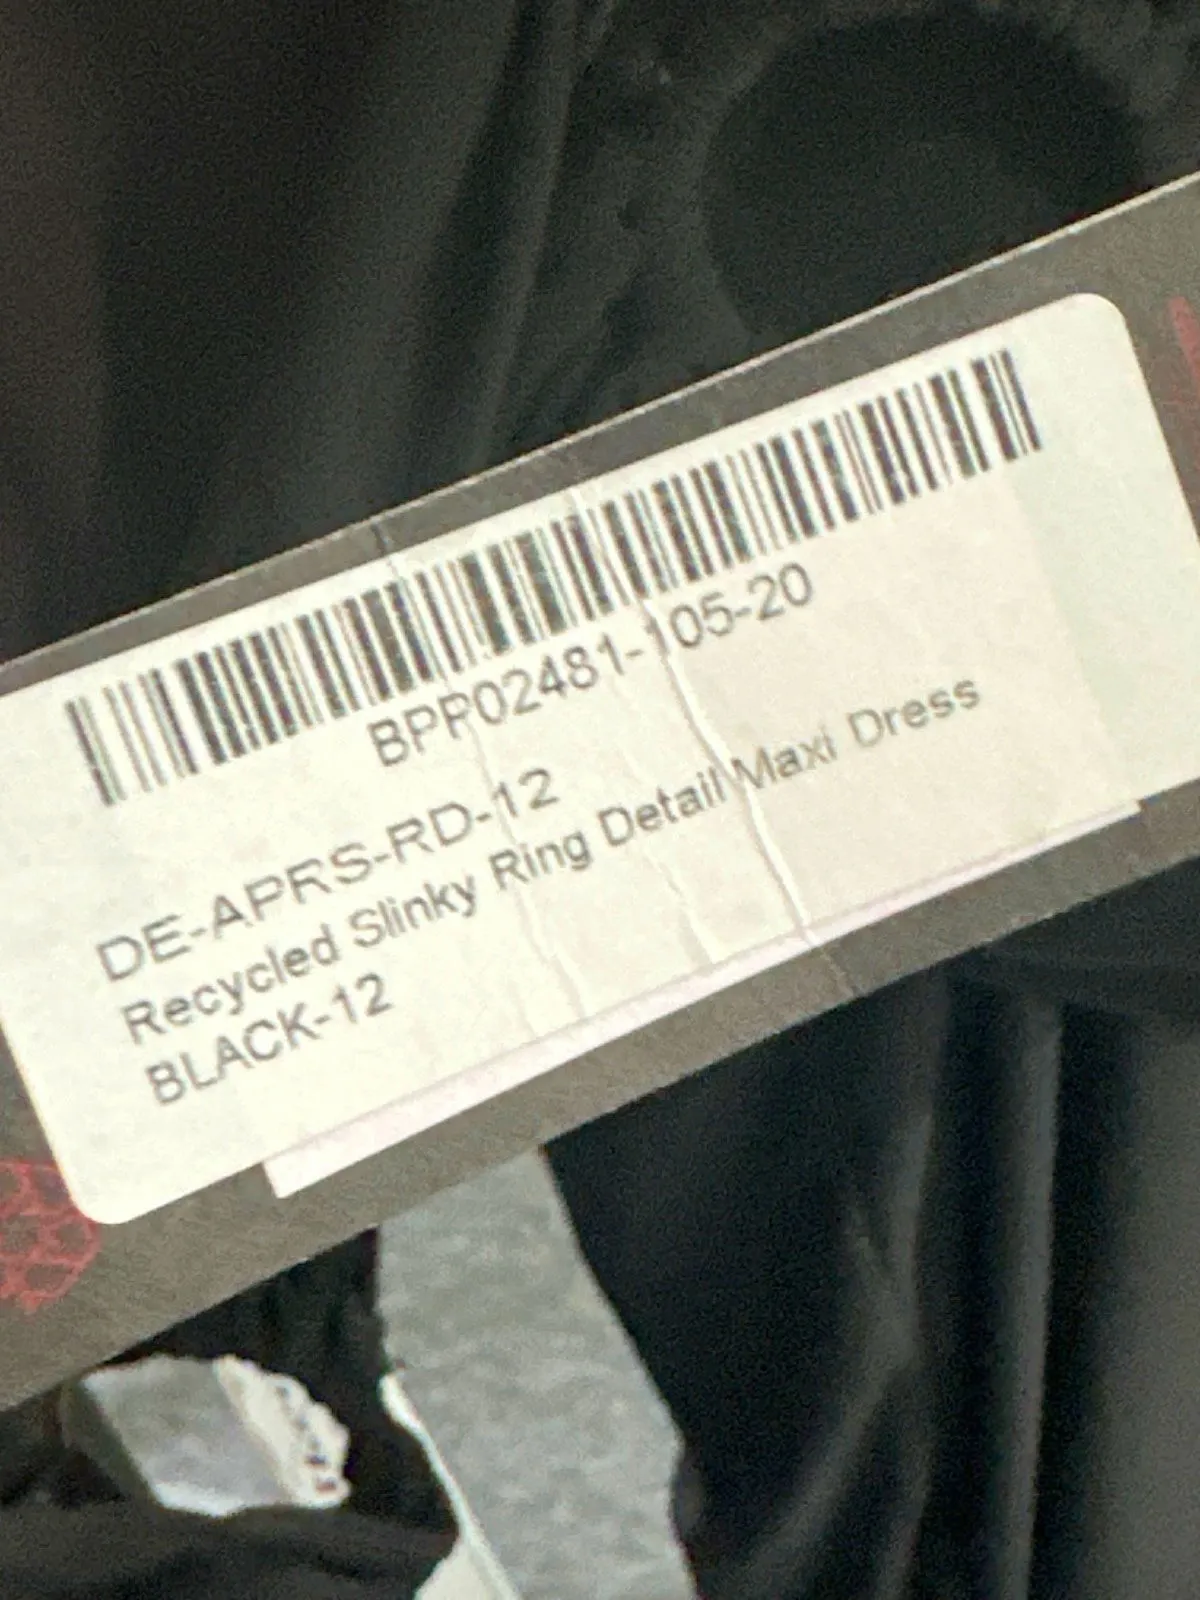 BPP02481-105-20
DE-APRS-RD-12
Recycled Slinky Ring Detail Maxi Dress
BLACK-12